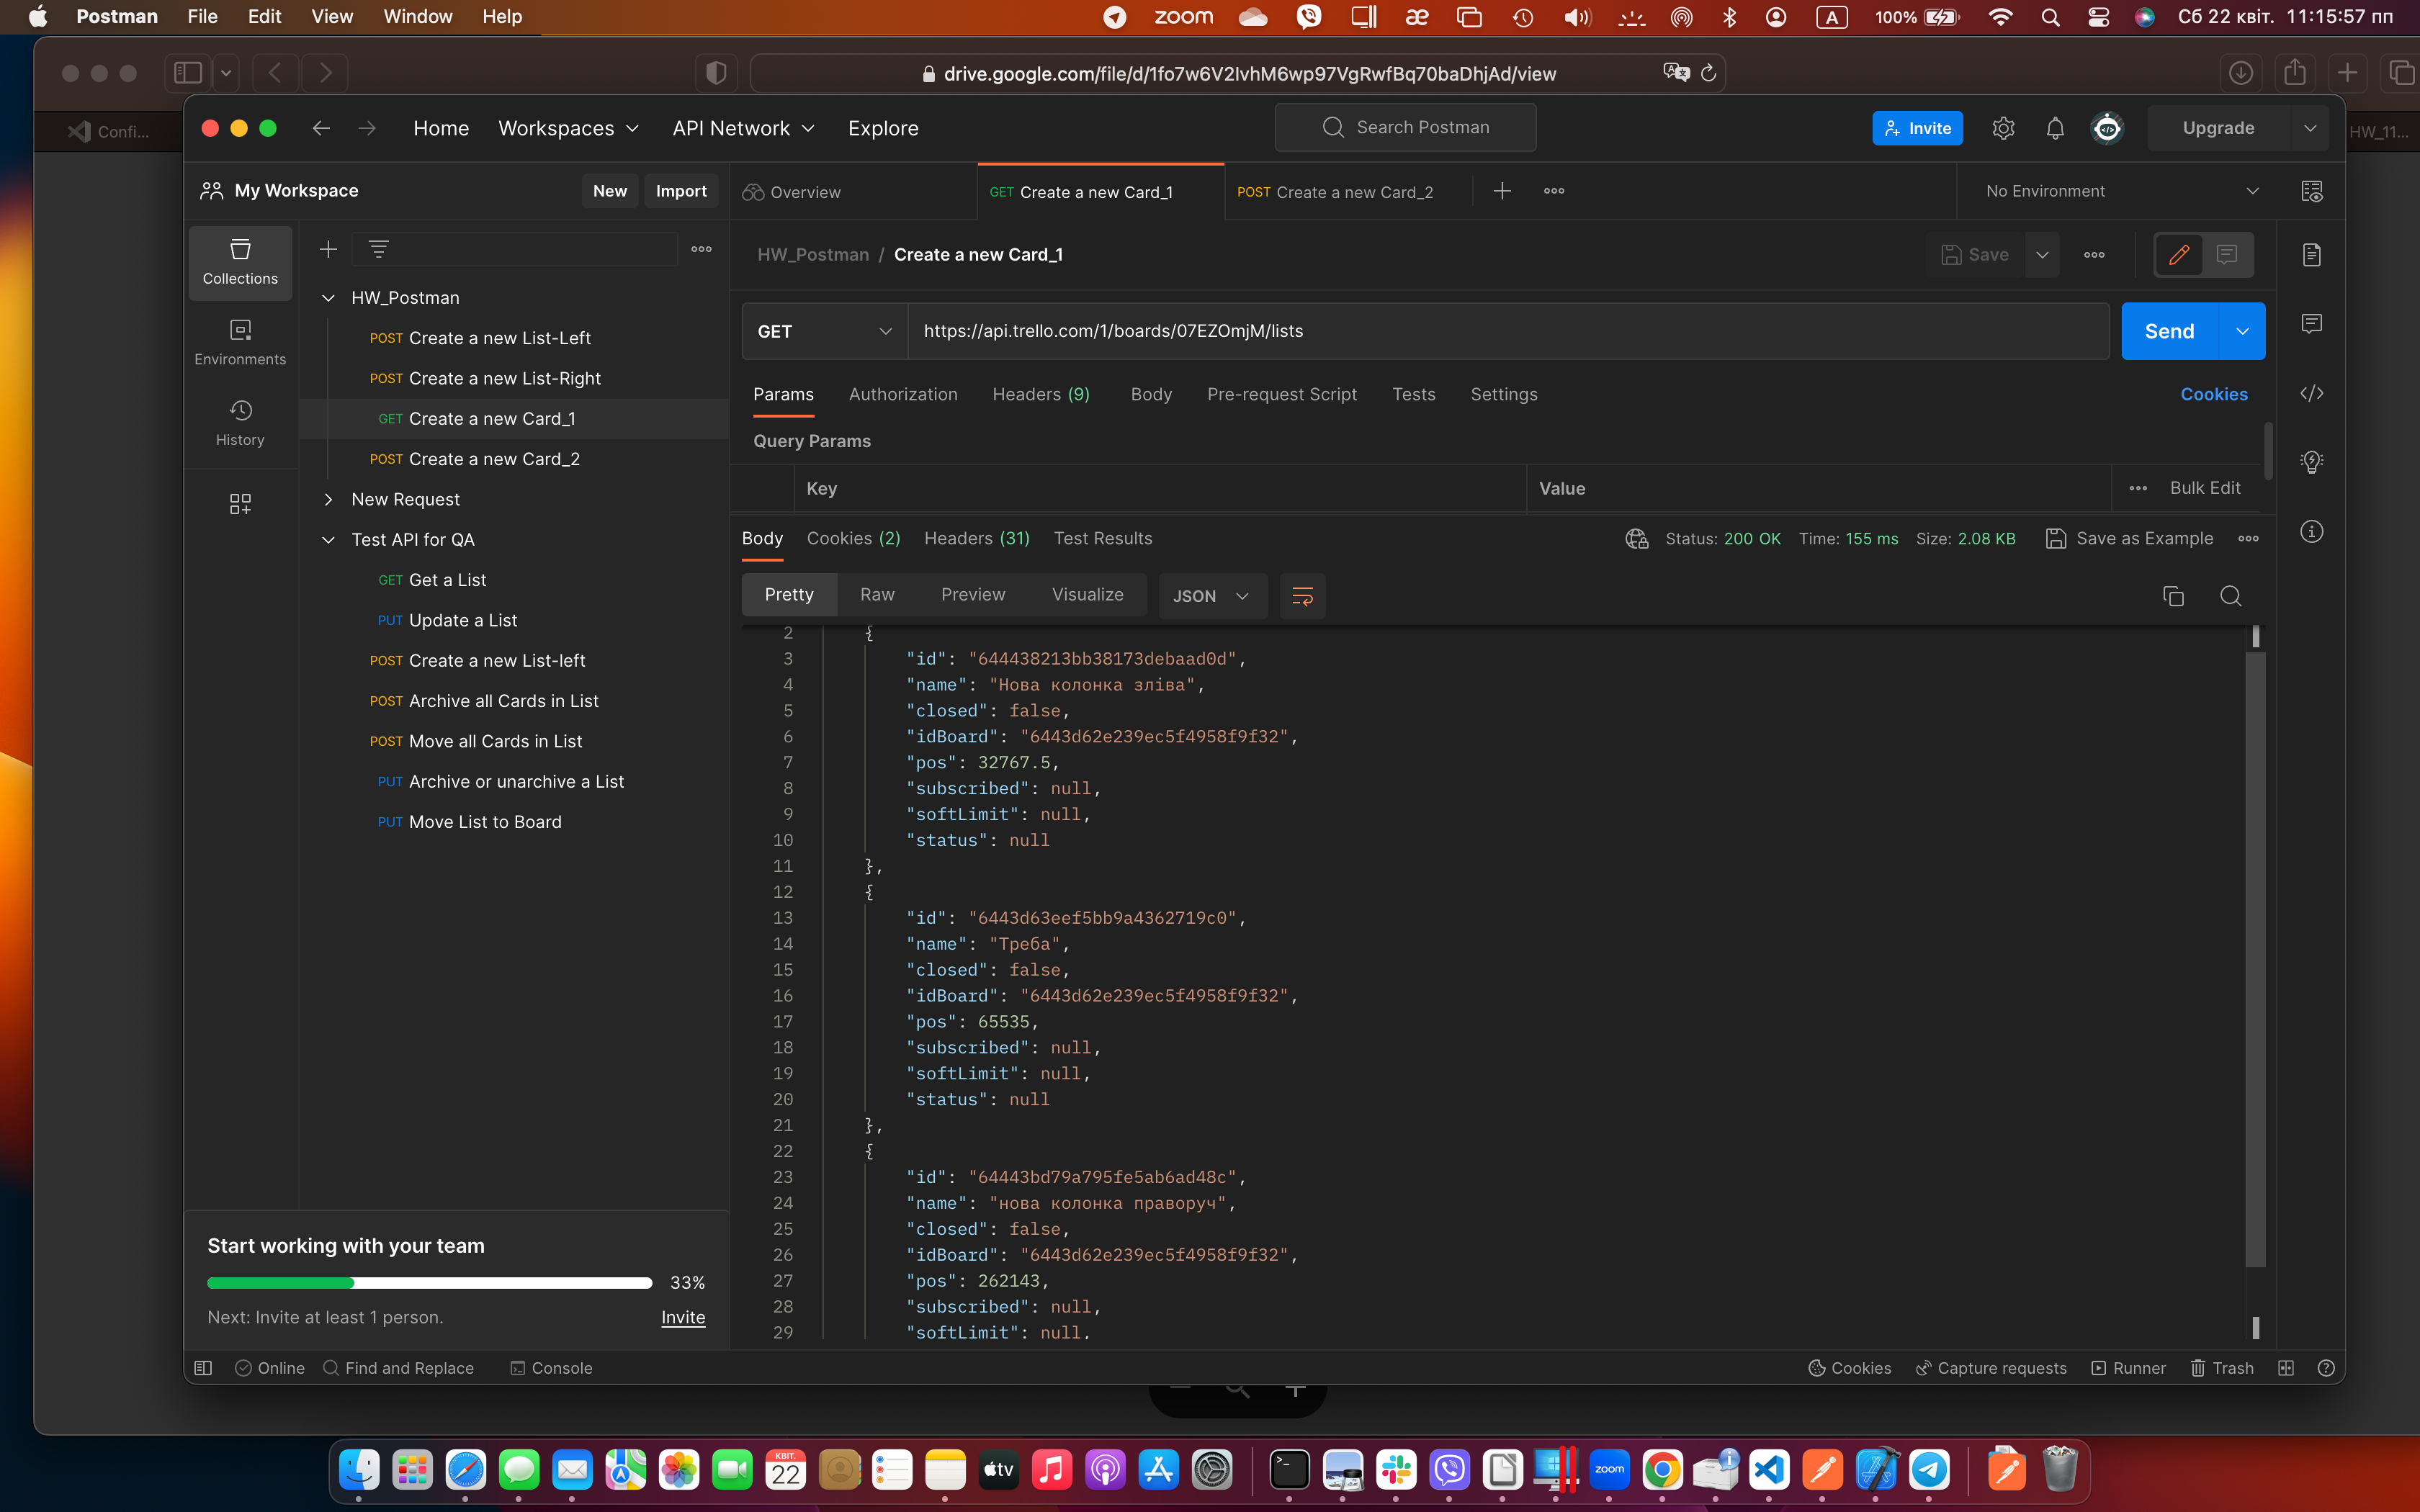 Postman File Edit View Window Help
zoom A 100% Сб 22 квіт. 11:15:57 пп
drive.google.com/file/d/1fo7w6V2IvhM6wp97VgRwfBq70baDhjAd/view
Confi...
HW_11...
Home Workspaces API Network Explore
Search Postman
Invite
Upgrade
My Workspace New Import
Overview
GET Create a new Card_1
POST Create a new Card_2
No Environment
Collections
Environments
History
HW_Postman
POST Create a new List-Left
POST Create a new List-Right
GET Create a new Card_1
POST Create a new Card_2
New Request
Test API for QA
GET Get a List
PUT Update a List
POST Create a new List-left
POST Archive all Cards in List
POST Move all Cards in List
PUT Archive or unarchive a List
PUT Move List to Board
Start working with your team
33%
Next: Invite at least 1 person. Invite
HW_Postman / Create a new Card_1
Save
GET https://api.trello.com/1/boards/07EZOmjM/lists
Send
Params Authorization Headers (9) Body Pre-request Script Tests Settings Cookies
Query Params
Key Value Bulk Edit
Body Cookies (2) Headers (31) Test Results Status: 200 OK Time: 155 ms Size: 2.08 KB Save as Example
Pretty Raw Preview Visualize JSON
2 {
3 "id": "644438213bb38173debaad0d",
4 "name": "Нова колонка зліва",
5 "closed": false,
6 "idBoard": "6443d62e239ec5f4958f9f32",
7 "pos": 32767.5,
8 "subscribed": null,
9 "softLimit": null,
10 "status": null
11 },
12 {
13 "id": "6443d63eef5bb9a4362719c0",
14 "name": "Треба",
15 "closed": false,
16 "idBoard": "6443d62e239ec5f4958f9f32",
17 "pos": 65535,
18 "subscribed": null,
19 "softLimit": null,
20 "status": null
21 },
22 {
23 "id": "64443bd79a795fe5ab6ad48c",
24 "name": "нова колонка праворуч",
25 "closed": false,
26 "idBoard": "6443d62e239ec5f4958f9f32",
27 "pos": 262143,
28 "subscribed": null,
29 "softLimit": null,
Online Find and Replace Console
Cookies Capture requests Runner Trash
КВІТ.
22
tv
zoom